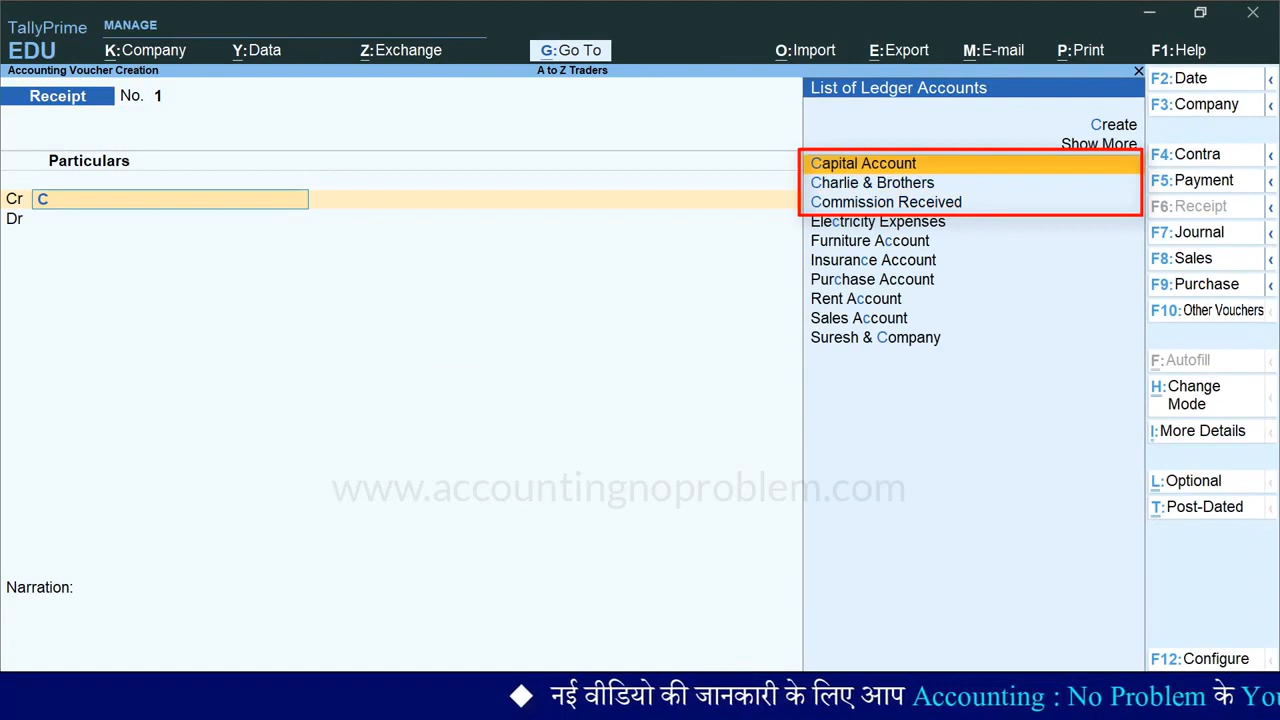 TallyPrime MANAGE
EDU K:Company Y:Data Z:Exchange G:Go To O:Import E:Export M:E-mail P:Print F1:Help
Accounting Voucher Creation A to Z Traders
Receipt No. 1
Particulars
Cr C
Dr
Narration:
List of Ledger Accounts
Create
Show More
Capital Account
Charlie & Brothers
Commission Received
Electricity Expenses
Furniture Account
Insurance Account
Purchase Account
Rent Account
Sales Account
Suresh & Company
F2:Date
F3:Company
F4:Contra
F5:Payment
F6:Receipt
F7:Journal
F8:Sales
F9:Purchase
F10:Other Vouchers
F:Autofill
H:Change
Mode
I:More Details
L:Optional
T:Post-Dated
F12:Configure
www.accountingnoproblem.com
नई वीडियो की जानकारी के लिए आप Accounting : No Problem के Yo